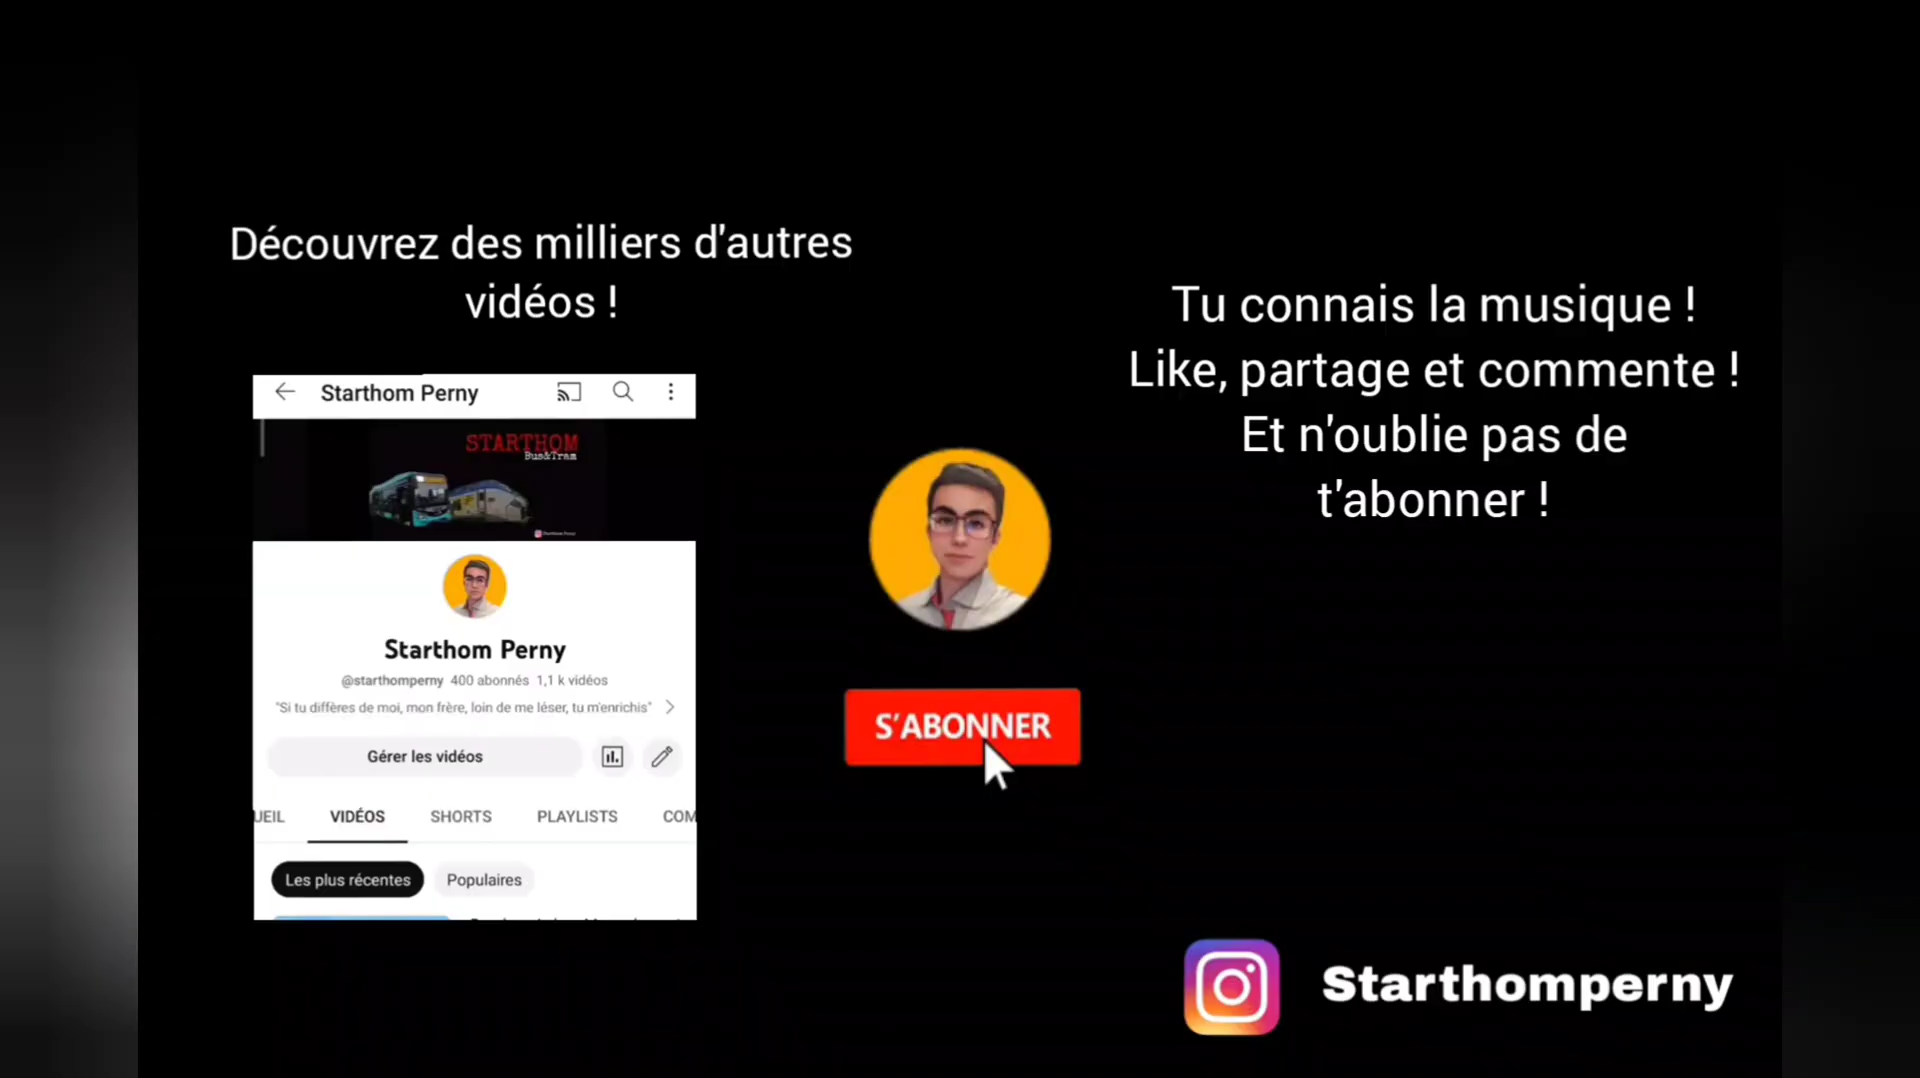 Découvrez des milliers d'autres
vidéos !
Starthom Perny
STARTHOM
Bus&Tram
Starthom Perny
@starthomperny 400 abonnés 1,1 k vidéos
"Si tu diffères de moi, mon frère, loin de me léser, tu m'enrichis"
Gérer les vidéos
UEIL VIDÉOS SHORTS PLAYLISTS COM
Les plus récentes Populaires
S'ABONNER
Tu connais la musique !
Like, partage et commente !
Et n'oublie pas de
t'abonner !
Starthomperny